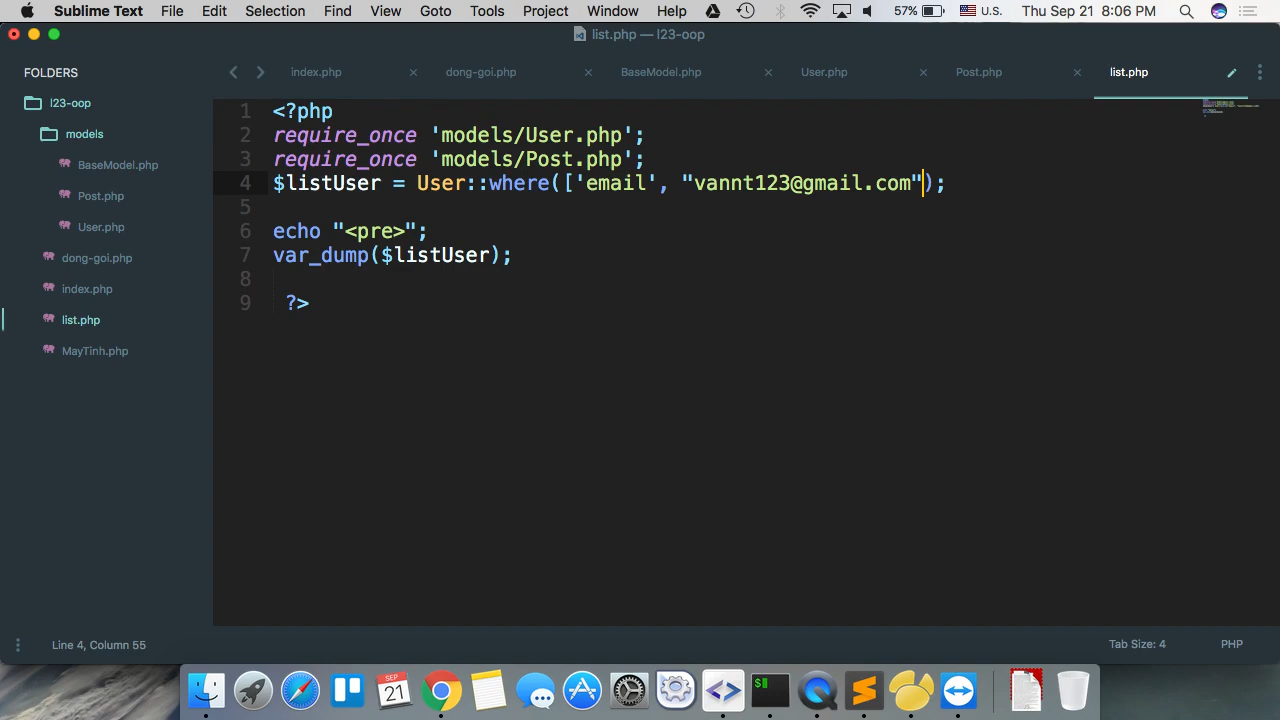 Sublime Text File Edit Selection Find View Goto Tools Project Window Help 57% U.S. Thu Sep 21 8:06 PM
list.php — l23-oop
FOLDERS
l23-oop
models
BaseModel.php
Post.php
User.php
dong-goi.php
index.php
list.php
MayTinh.php
index.php × dong-goi.php × BaseModel.php × User.php × Post.php × list.php
1 <?php
2 require_once 'models/User.php';
3 require_once 'models/Post.php';
4 $listUser = User::where(['email', "vannt123@gmail.com");
5
6 echo "<pre>";
7 var_dump($listUser);
8
9 ?>
Line 4, Column 55 Tab Size: 4 PHP
SEP
21
$